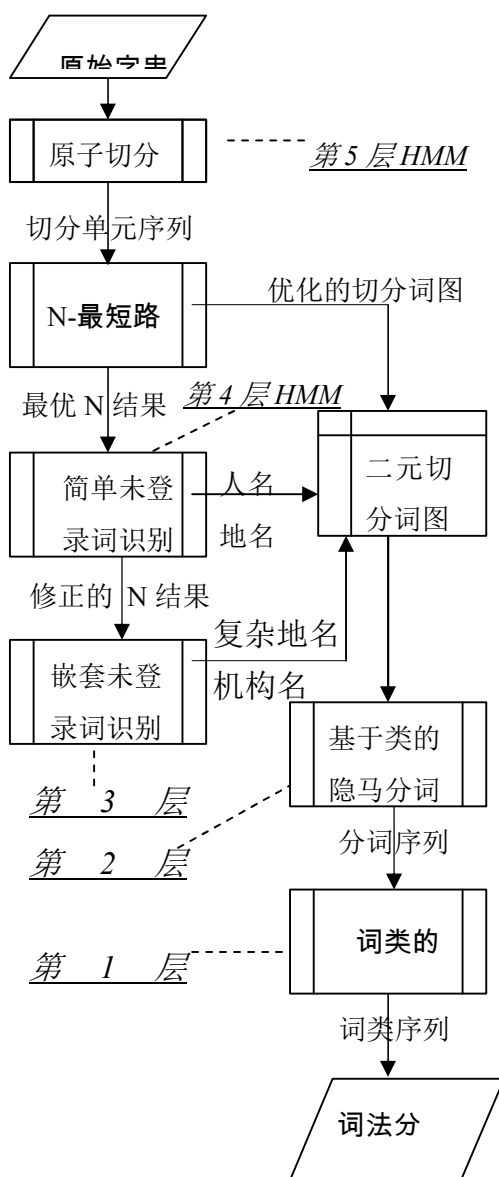 原始字串
原子切分
第 5 层 HMM
切分单元序列
N-最短路
优化的切分词图
最优 N 结果
第 4 层 HMM
简单未登
录词识别
人名
地名
二元切
分词图
修正的 N 结果
复杂地名
机构名
嵌套未登
录词识别
基于类的
隐马分词
第 3 层
第 2 层
分词序列
词类的
第 1 层
词类序列
词法分